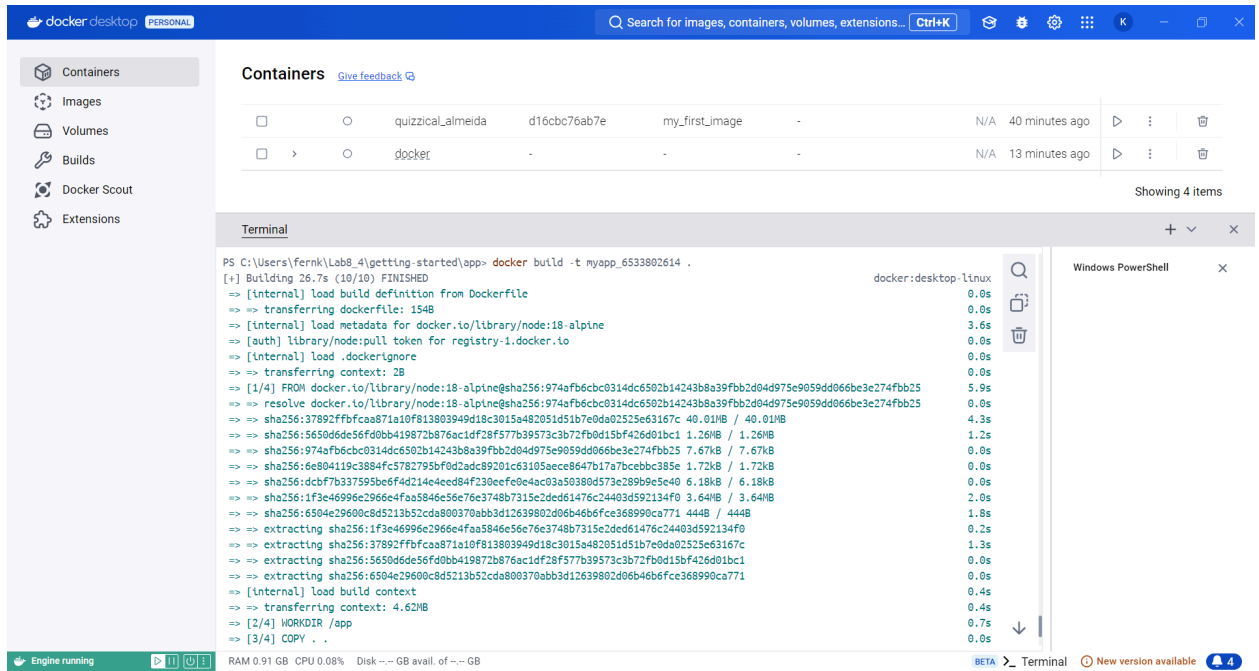 docker desktop PERSONAL
Search for images, containers, volumes, extensions... Ctrl+K
K
Containers
Images
Volumes
Builds
Docker Scout
Extensions
Containers Give feedback
quizzical_almeida d16cbc76ab7e my_first_image - N/A 40 minutes ago
docker - - - N/A 13 minutes ago
Showing 4 items
Terminal
Windows PowerShell
PS C:\Users\fernk\Lab8_4\getting-started\app> docker build -t myapp_6533802614 .
[+] Building 26.7s (10/10) FINISHED docker:desktop-linux
=> [internal] load build definition from Dockerfile 0.0s
=> => transferring dockerfile: 154B 0.0s
=> [internal] load metadata for docker.io/library/node:18-alpine 3.6s
=> [auth] library/node:pull token for registry-1.docker.io 0.0s
=> [internal] load .dockerignore 0.0s
=> => transferring context: 2B 0.0s
=> [1/4] FROM docker.io/library/node:18-alpine@sha256:974afb6cbc0314dc6502b14243b8a39fbb2d04d975e9059dd066be3e274fbb25 5.9s
=> => resolve docker.io/library/node:18-alpine@sha256:974afb6cbc0314dc6502b14243b8a39fbb2d04d975e9059dd066be3e274fbb25 0.0s
=> => sha256:37892ffbfcaa871a10f813803949d18c3015a482051d51b7e0da02525e63167c 40.01MB / 40.01MB 4.3s
=> => sha256:5650d6de56fd0bb419872b876ac1df28f577b39573c3b72fb0d15bf426d01bc1 1.26MB / 1.26MB 1.2s
=> => sha256:974afb6cbc0314dc6502b14243b8a39fbb2d04d975e9059dd066be3e274fbb25 7.67kB / 7.67kB 0.0s
=> => sha256:6e804119c3884fc5782795bf0d2adc89201c63105aece8647b17a7bcebbc385e 1.72kB / 1.72kB 0.0s
=> => sha256:dcbf7b337595be6f4d214e4eed84f230eefe0e4ac03a50380d573e289b9e5e40 6.18kB / 6.18kB 0.0s
=> => sha256:1f3e46996e2966e4faa5846e56e76e3748b7315e2ded61476c24403d592134f0 3.64MB / 3.64MB 2.0s
=> => sha256:6504e29600c8d5213b52cda800370abb3d12639802d06b46b6fce368990ca771 444B / 444B 1.8s
=> => extracting sha256:1f3e46996e2966e4faa5846e56e76e3748b7315e2ded61476c24403d592134f0 0.2s
=> => extracting sha256:37892ffbfcaa871a10f813803949d18c3015a482051d51b7e0da02525e63167c 1.3s
=> => extracting sha256:5650d6de56fd0bb419872b876ac1df28f577b39573c3b72fb0d15bf426d01bc1 0.0s
=> => extracting sha256:6504e29600c8d5213b52cda800370abb3d12639802d06b46b6fce368990ca771 0.0s
=> [internal] load build context 0.4s
=> => transferring context: 4.62MB 0.4s
=> [2/4] WORKDIR /app 0.7s
=> [3/4] COPY . . 0.0s
Engine running RAM 0.91 GB CPU 0.08% Disk --.-- GB avail. of --.-- GB BETA >_ Terminal New version available 4